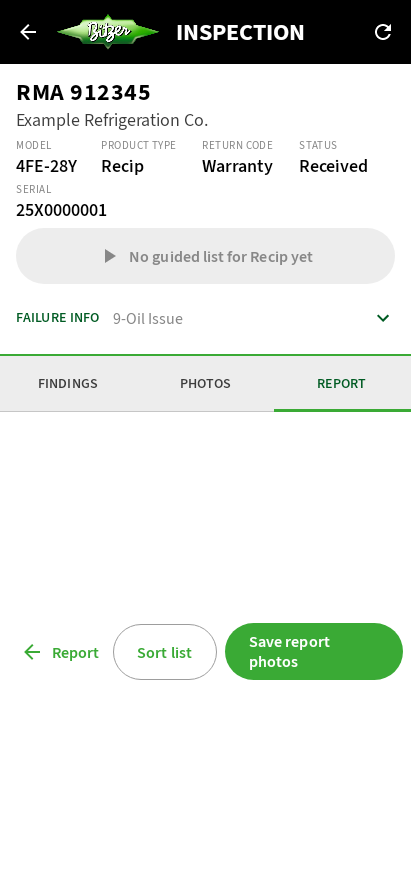 Bitzer
INSPECTION
RMA 912345
Example Refrigeration Co.
MODEL PRODUCT TYPE RETURN CODE STATUS
4FE-28Y Recip Warranty Received
SERIAL
25X0000001
No guided list for Recip yet
FAILURE INFO 9-Oil Issue
FINDINGS PHOTOS REPORT
Report Sort list Save report
photos